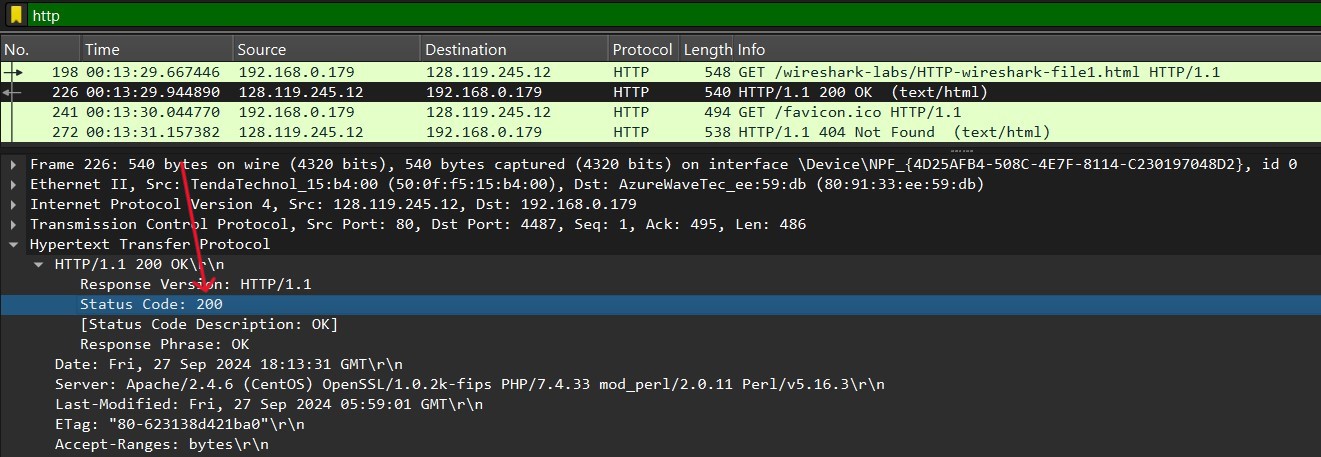 http
No. Time Source Destination Protocol Length Info
198 00:13:29.667446 192.168.0.179 128.119.245.12 HTTP 548 GET /wireshark-labs/HTTP-wireshark-file1.html HTTP/1.1
226 00:13:29.944890 128.119.245.12 192.168.0.179 HTTP 540 HTTP/1.1 200 OK (text/html)
241 00:13:30.044770 192.168.0.179 128.119.245.12 HTTP 494 GET /favicon.ico HTTP/1.1
272 00:13:31.157382 128.119.245.12 192.168.0.179 HTTP 538 HTTP/1.1 404 Not Found (text/html)
Frame 226: 540 bytes on wire (4320 bits), 540 bytes captured (4320 bits) on interface \Device\NPF_{4D25AFB4-508C-4E7F-8114-C230197048D2}, id 0
Ethernet II, Src: TendaTechnol_15:b4:00 (50:0f:f5:15:b4:00), Dst: AzureWaveTec_ee:59:db (80:91:33:ee:59:db)
Internet Protocol Version 4, Src: 128.119.245.12, Dst: 192.168.0.179
Transmission Control Protocol, Src Port: 80, Dst Port: 4487, Seq: 1, Ack: 495, Len: 486
Hypertext Transfer Protocol
HTTP/1.1 200 OK\r\n
Response Version: HTTP/1.1
Status Code: 200
[Status Code Description: OK]
Response Phrase: OK
Date: Fri, 27 Sep 2024 18:13:31 GMT\r\n
Server: Apache/2.4.6 (CentOS) OpenSSL/1.0.2k-fips PHP/7.4.33 mod_perl/2.0.11 Perl/v5.16.3\r\n
Last-Modified: Fri, 27 Sep 2024 05:59:01 GMT\r\n
ETag: "80-623138d421ba0"\r\n
Accept-Ranges: bytes\r\n